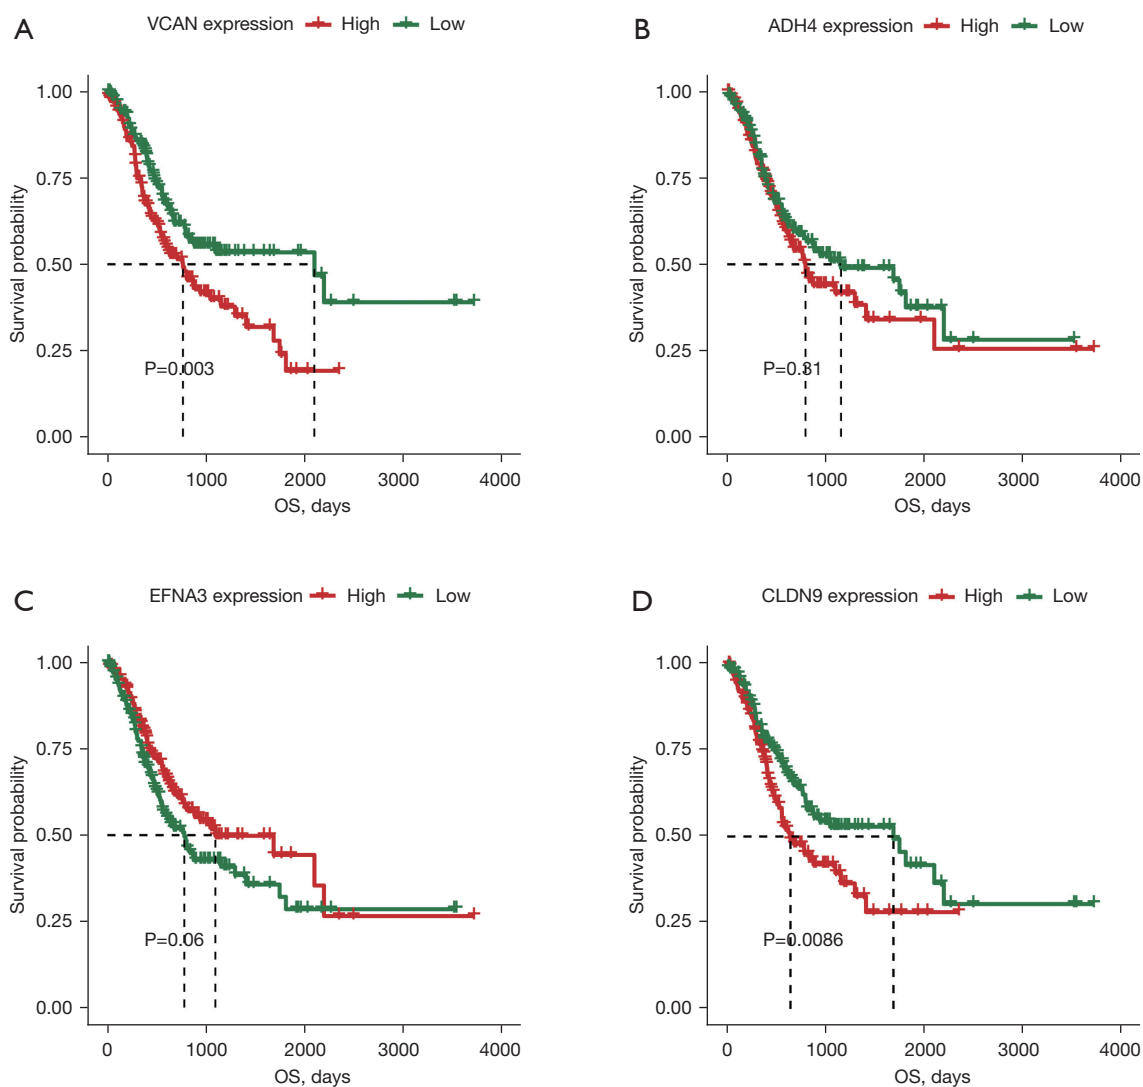 A
VCAN expression High Low
1.00
0.75
0.50
0.25
0.00
Survival probability
P=0.003
0 1000 2000 3000 4000
OS, days
B
ADH4 expression High Low
1.00
0.75
0.50
0.25
0.00
Survival probability
P=0.31
0 1000 2000 3000 4000
OS, days
C
EFNA3 expression High Low
1.00
0.75
0.50
0.25
0.00
Survival probability
P=0.06
0 1000 2000 3000 4000
OS, days
D
CLDN9 expression High Low
1.00
0.75
0.50
0.25
0.00
Survival probability
P=0.0086
0 1000 2000 3000 4000
OS, days